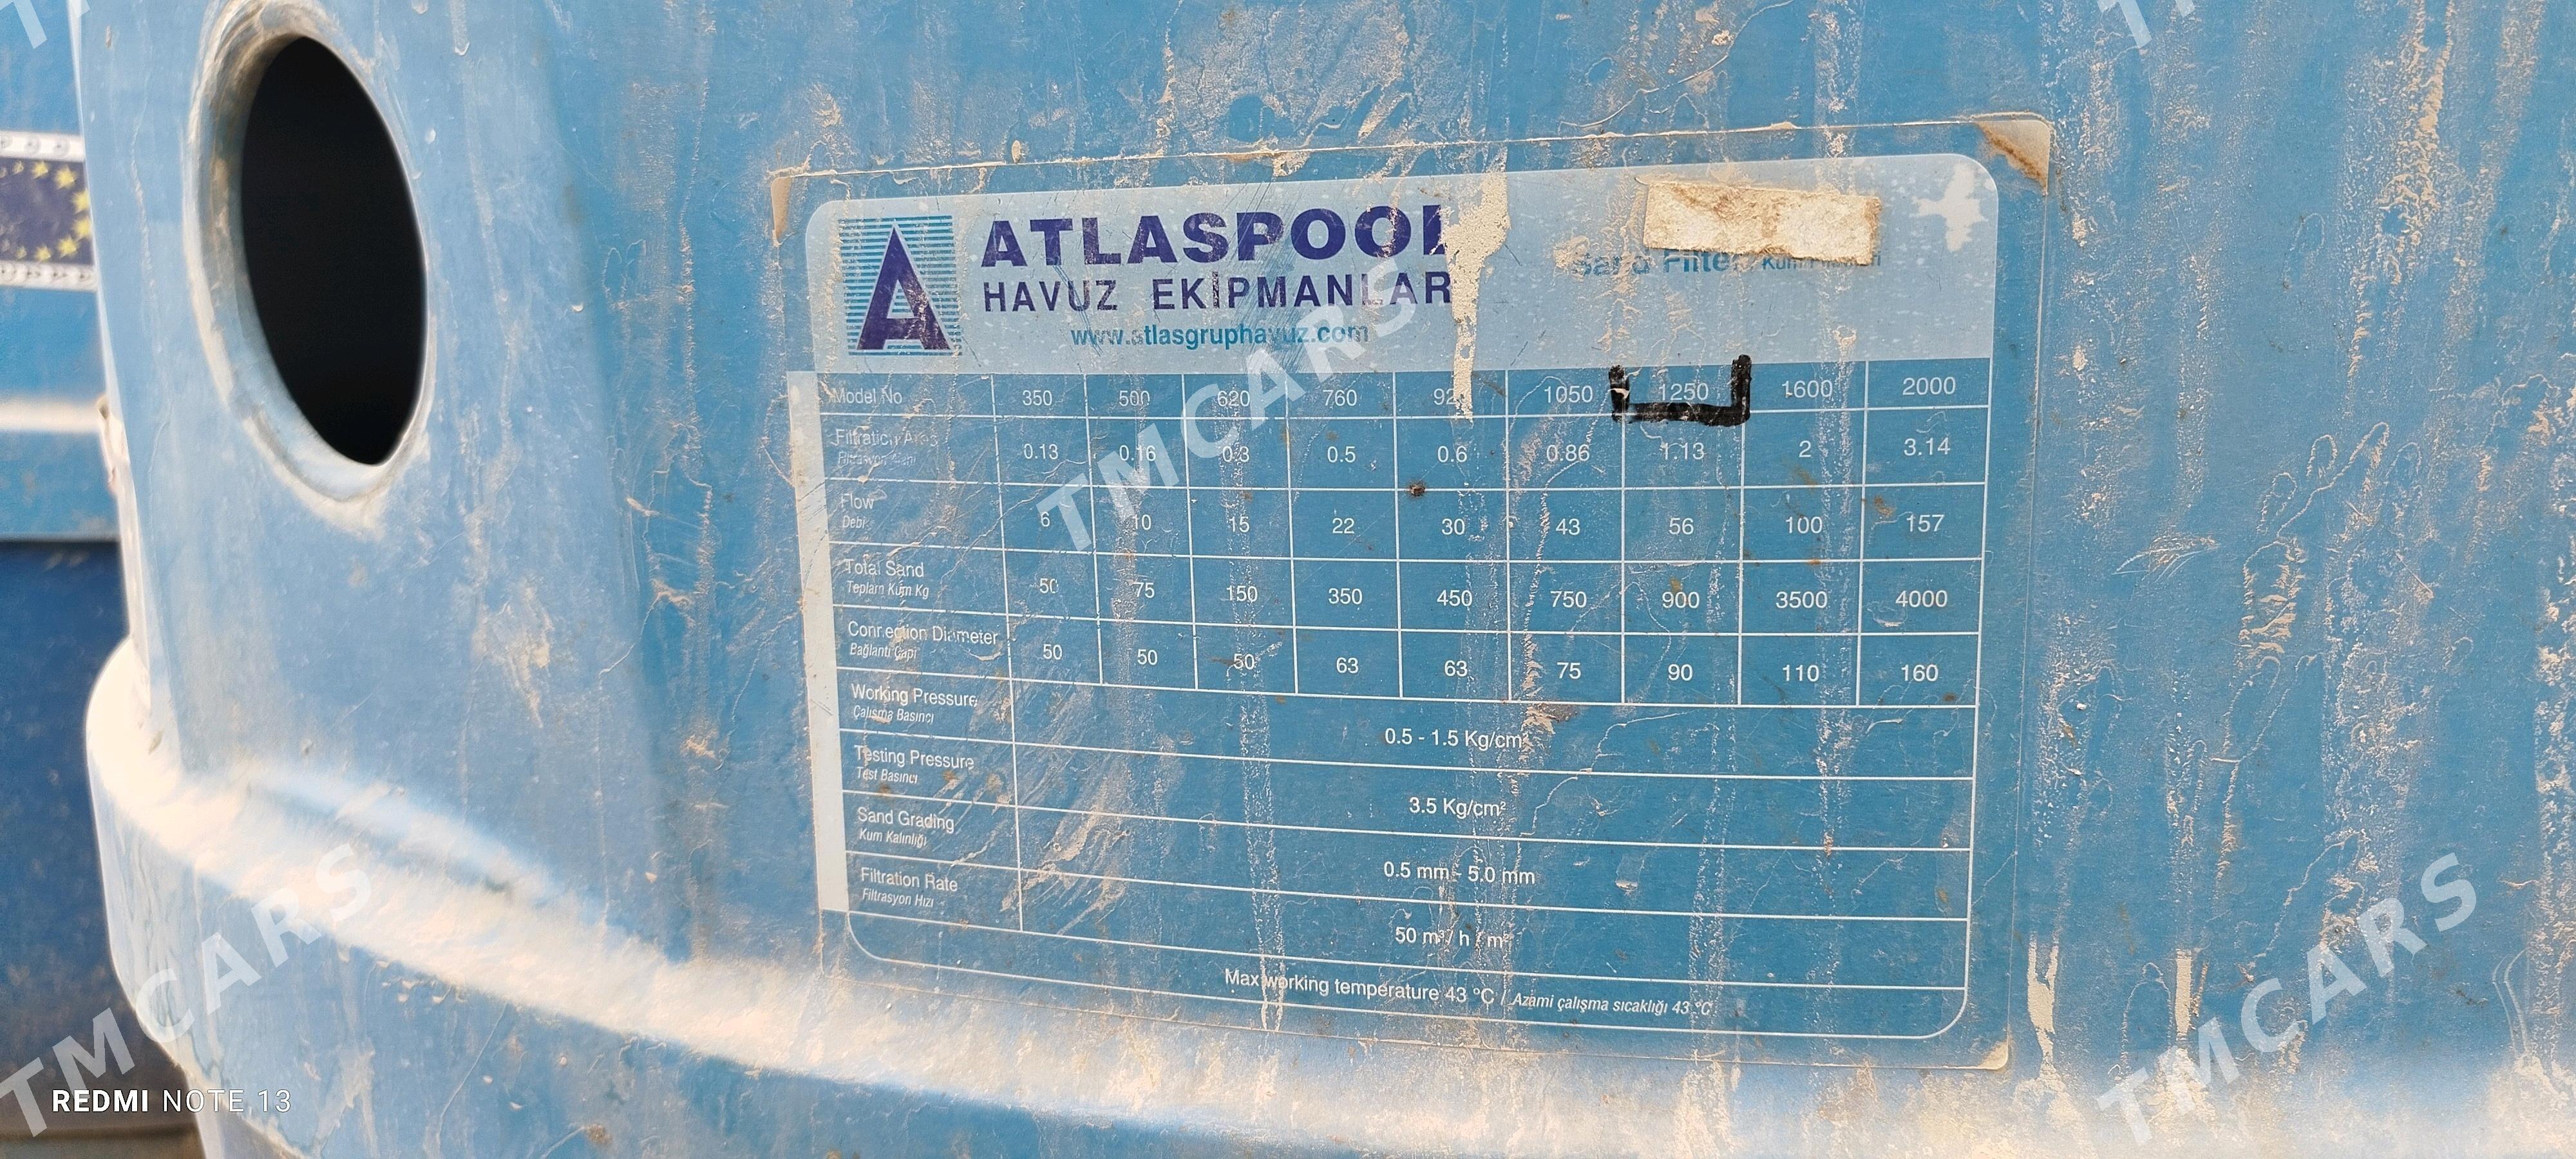 ATLASPOOL
HAVUZ EKİPMANLAR
www.atlasgruphavuz.com
Sand Filter
Model No 350 500 620 760 1050 1250 1600 2000
Filtration Area 0.13 0.16 0.3 0.5 0.6 0.86 1.13 2 3.14
Filtrasyon Alanı
Flow 6 10 15 22 30 43 56 100 157
Debi
Total Sand 50 75 150 350 450 750 900 3500 4000
Toplam Kum Kg
Connection Diameter 50 50 50 63 63 75 90 110 160
Bağlantı Çapi
Working Pressure 0.5 - 1.5 Kg/cm²
Çalışma Basıncı
Testing Pressure 3.5 Kg/cm²
Test Basıncı
Sand Grading 0.5 mm - 5.0 mm
Kum Kalınlığı
Filtration Rate 50 m³/ h / m²
Filtrasyon Hızı
Max working temperature 43 °C / Azami çalışma sıcaklığı 43 °C
TMCARS
TMCARS
TMCARS
REDMI NOTE 13